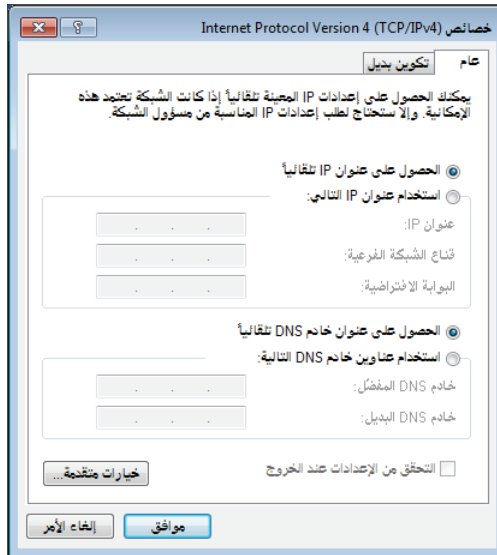 خصائص Internet Protocol Version 4 (TCP/IPv4)
عام
تكوين بديل
يمكنك الحصول على إعدادات IP المعينة تلقائياً إذا كانت الشبكة تعتمد هذه
الإمكانية. وإلا ستحتاج لطلب إعدادات IP المناسبة من مسؤول الشبكة.
الحصول على عنوان IP تلقائياً
استخدام عنوان IP التالي:
عنوان IP:
قناع الشبكة الفرعية:
البوابة الافتراضية:
الحصول على عنوان خادم DNS تلقائياً
استخدام عناوين خادم DNS التالية:
خادم DNS المفضّل:
خادم DNS البديل:
التحقق من الإعدادات عند الخروج
خيارات متقدمة...
موافق
إلغاء الأمر